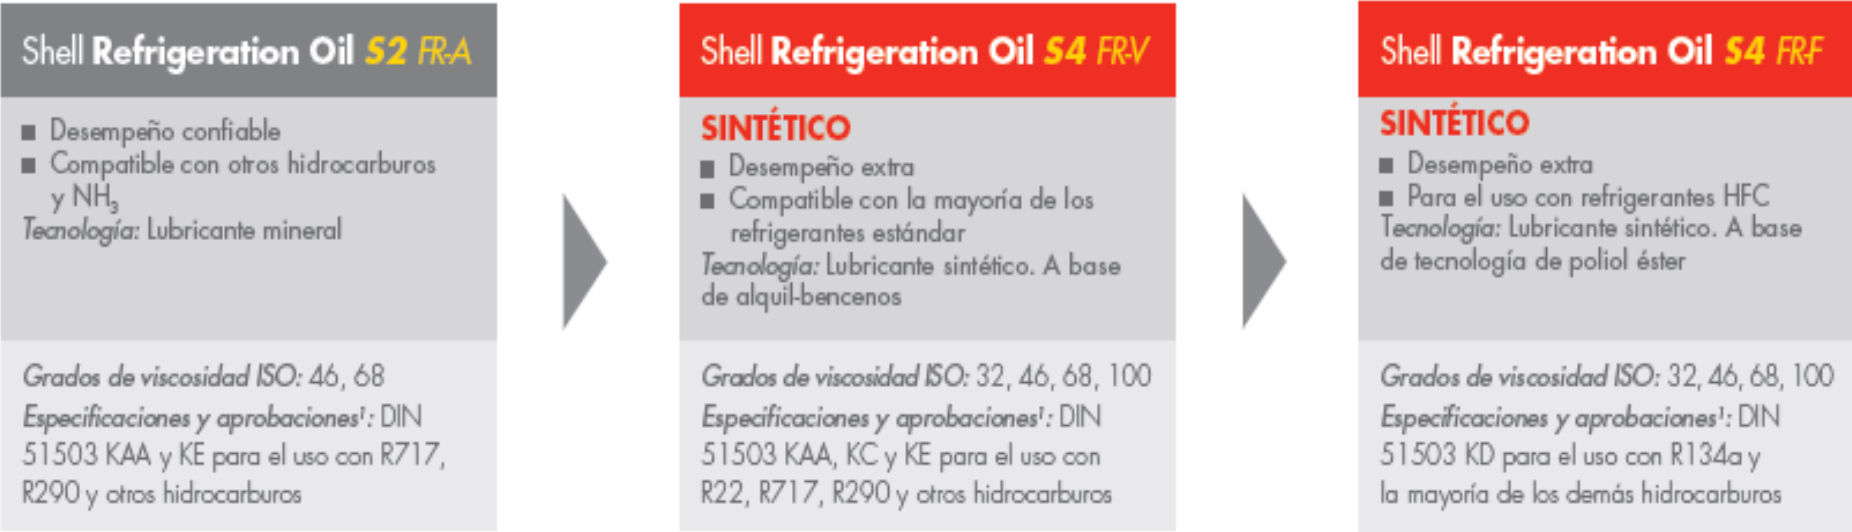 Shell Refrigeration Oil S2 FR-A
■ Desempeño confiable
■ Compatible con otros hidrocarburos
y NH₃
Tecnología: Lubricante mineral
Grados de viscosidad ISO: 46, 68
Especificaciones y aprobaciones¹: DIN
51503 KAA y KE para el uso con R717,
R290 y otros hidrocarburos
Shell Refrigeration Oil S4 FR-V
SINTÉTICO
■ Desempeño extra
■ Compatible con la mayoría de los
refrigerantes estándar
Tecnología: Lubricante sintético. A base
de alquil-bencenos
Grados de viscosidad ISO: 32, 46, 68, 100
Especificaciones y aprobaciones¹: DIN
51503 KAA, KC y KE para el uso con
R22, R717, R290 y otros hidrocarburos
Shell Refrigeration Oil S4 FR-F
SINTÉTICO
■ Desempeño extra
■ Para el uso con refrigerantes HFC
Tecnología: Lubricante sintético. A base
de tecnología de poliol éster
Grados de viscosidad ISO: 32, 46, 68, 100
Especificaciones y aprobaciones¹: DIN
51503 KD para el uso con R134a y
la mayoría de los demás hidrocarburos